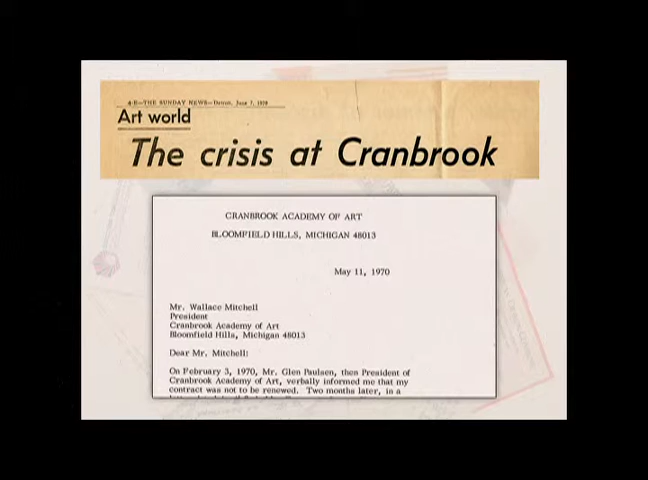 4-E—THE SUNDAY NEWS—Detroit, June 7, 1970
Art world
The crisis at Cranbrook
CRANBROOK ACADEMY OF ART
BLOOMFIELD HILLS, MICHIGAN 48013
May 11, 1970
Mr. Wallace Mitchell
President
Cranbrook Academy of Art
Bloomfield Hills, Michigan 48013
Dear Mr. Mitchell:
On February 3, 1970, Mr. Glen Paulsen, then President of
Cranbrook Academy of Art, verbally informed me that my
contract was not to be renewed. Two months later, in a